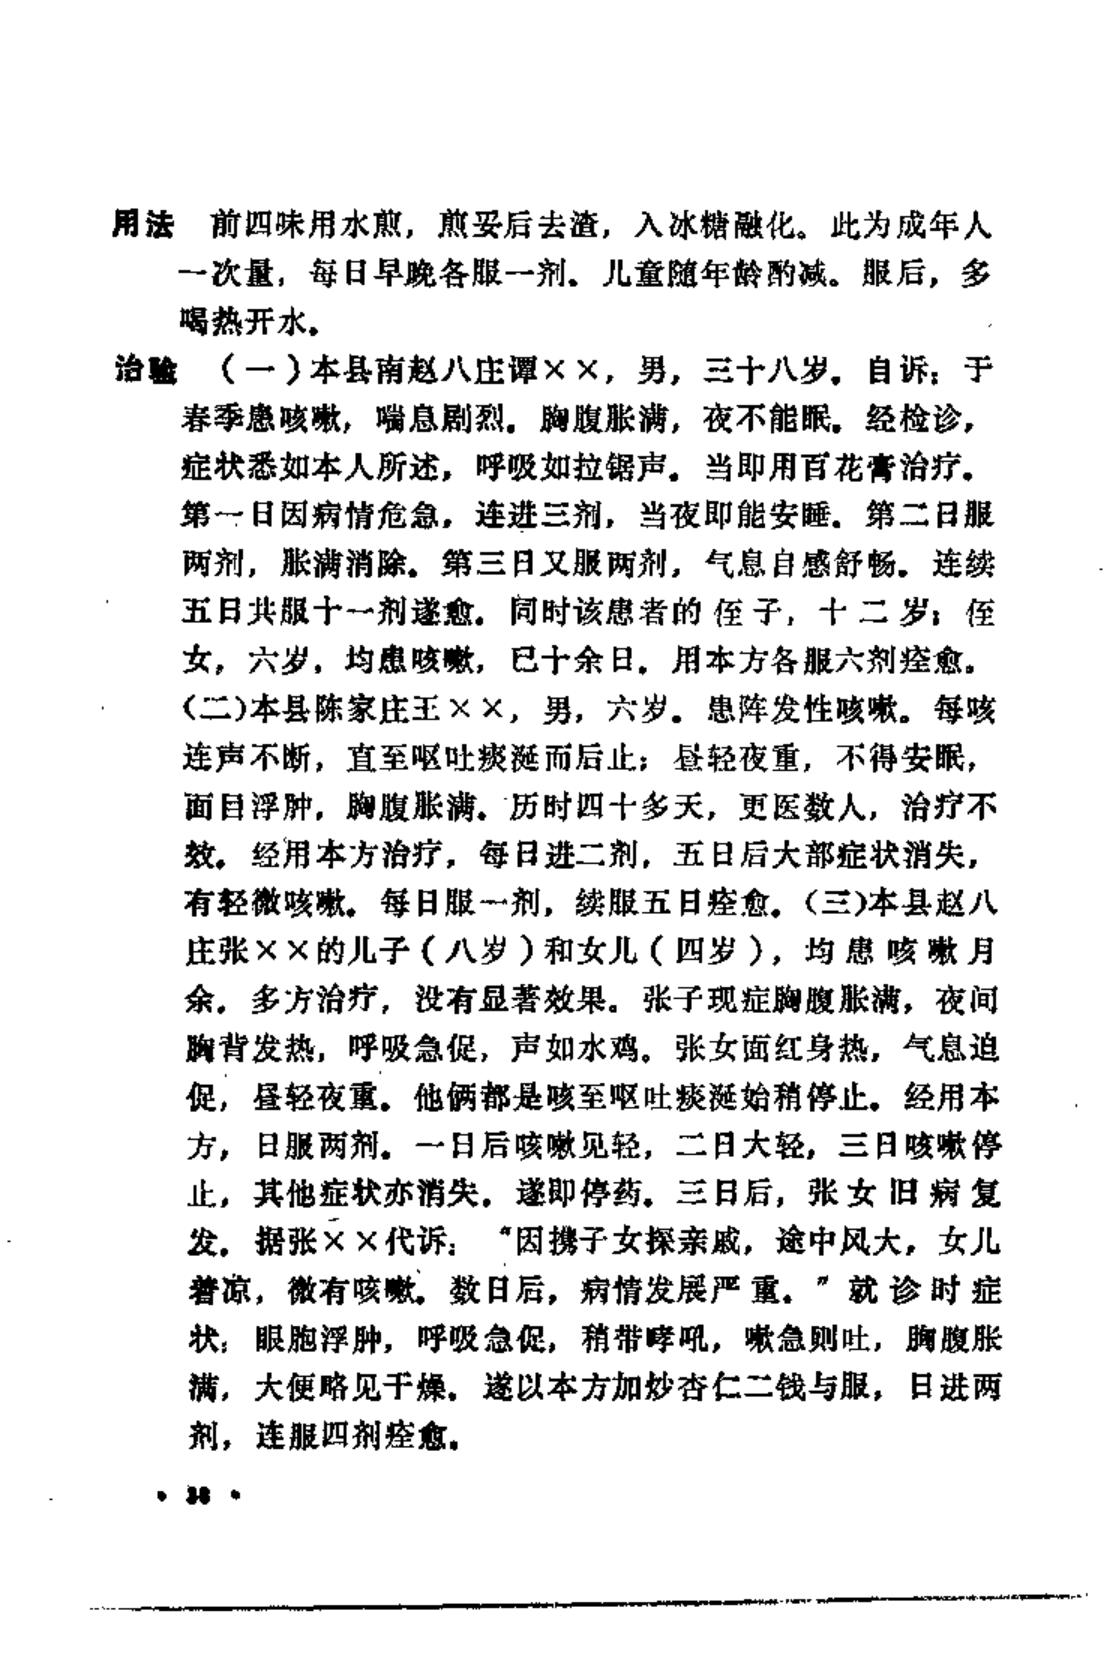 用法　前四味用水煎，煎妥后去渣，入冰糖融化。此为成年人
一次量，每日早晚各服一剂。儿童随年龄酌减。服后，多
喝热开水。
治验　（一）本县南赵八庄谭××，男，三十八岁。自诉：于
春季患咳嗽，喘息剧烈。胸腹胀满，夜不能眠。经检诊，
症状悉如本人所述，呼吸如拉锯声。当即用百花膏治疗。
第一日因病情危急，连进三剂，当夜即能安睡。第二日服
两剂，胀满消除。第三日又服两剂，气息自感舒畅。连续
五日共服十一剂遂愈。同时该患者的侄子，十二岁；侄
女，六岁，均患咳嗽，已十余日。用本方各服六剂痊愈。
（二）本县陈家庄王××，男，六岁。患阵发性咳嗽。每咳
连声不断，直至呕吐痰涎而后止；昼轻夜重，不得安眠，
面目浮肿，胸腹胀满。历时四十多天，更医数人，治疗不
效。经用本方治疗，每日进二剂，五日后大部症状消失，
有轻微咳嗽。每日服一剂，续服五日痊愈。（三）本县赵八
庄张××的儿子（八岁）和女儿（四岁），均患咳嗽月
余。多方治疗，没有显著效果。张子现症胸腹胀满，夜间
胸背发热，呼吸急促，声如水鸡。张女面红身热，气息迫
促，昼轻夜重。他俩都是咳至呕吐痰涎始稍停止。经用本
方，日服两剂。一日后咳嗽见轻，二日大轻，三日咳嗽停
止，其他症状亦消失。遂即停药。三日后，张女旧病复
发。据张××代诉：“因携子女探亲戚，途中风大，女儿
着凉，微有咳嗽。数日后，病情发展严重。”就诊时症
状：眼胞浮肿，呼吸急促，稍带哮吼，嗽急则吐，胸腹胀
满，大便略见干燥。遂以本方加炒杏仁二钱与服，日进两
剂，连服四剂痊愈。
• 36 •